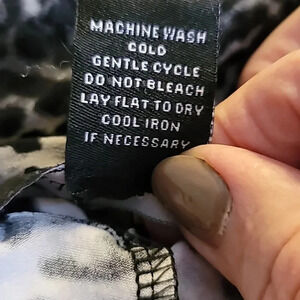 MACHINE WASH
COLD
GENTLE CYCLE
DO NOT BLEACH
LAY FLAT TO DRY
COOL IRON
IF NECESSARY